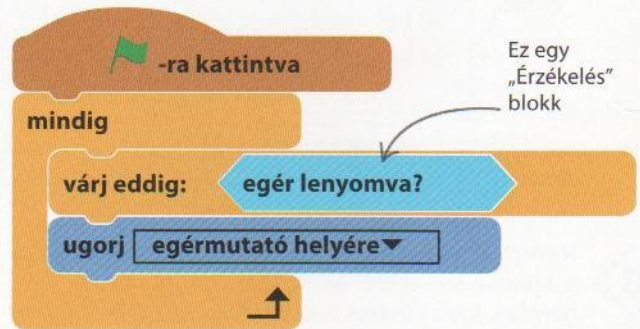 -ra kattintva
Ez egy
„Érzékelés”
blokk
mindig
várj eddig: egér lenyomva?
ugorj egérmutató helyére